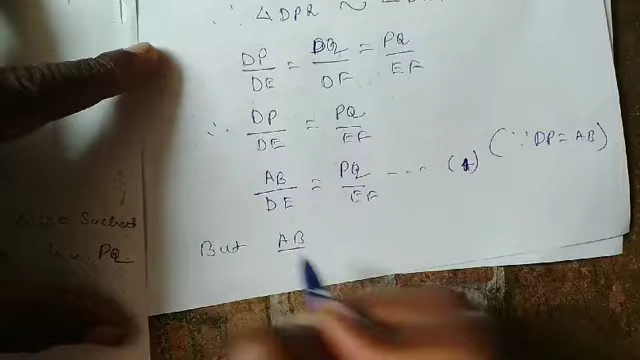 ∴ △DPQ ~ △
DP/DE = DQ/DF = PQ/EF
∴ DP/DE = PQ/EF
AB/DE = PQ/EF --- (1) (∵ DP = AB)
But AB
PQ